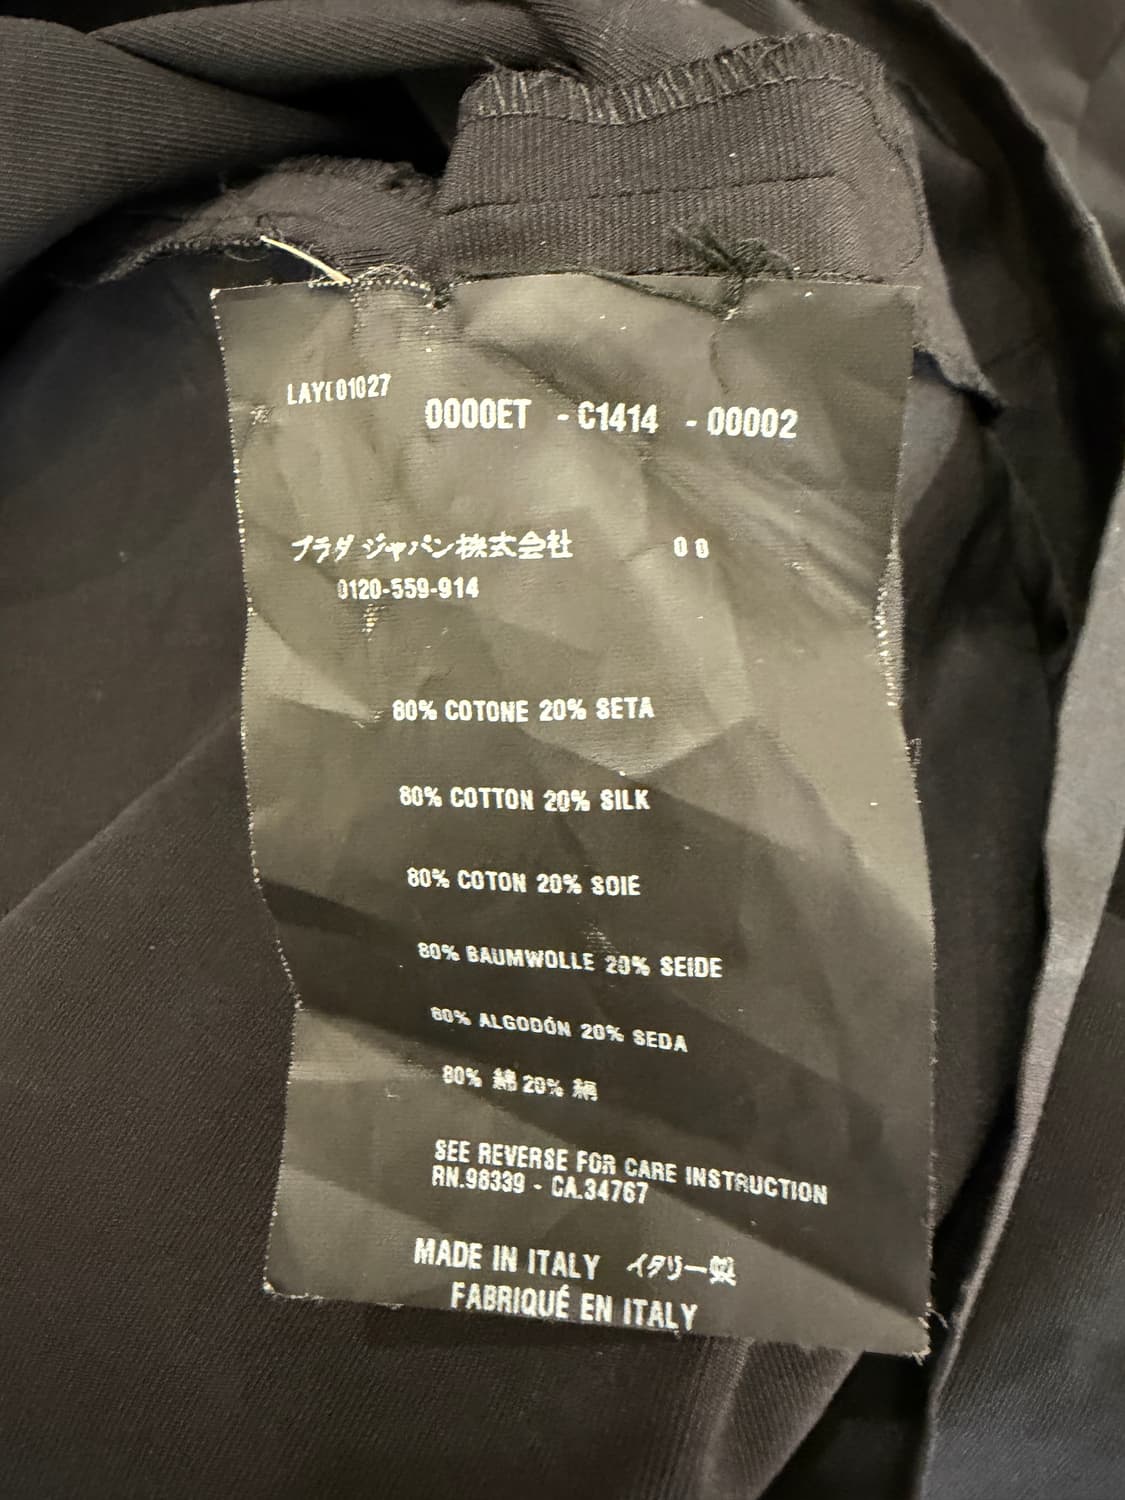 LAY[01027
0000ET - C1414 - 00002
プラダ ジャパン株式会社 00
0120-559-914
80% COTONE 20% SETA
80% COTTON 20% SILK
80% COTON 20% SOIE
80% BAUMWOLLE 20% SEIDE
80% ALGODÓN 20% SEDA
80% 綿 20% 絹
SEE REVERSE FOR CARE INSTRUCTION
RN.98339 - CA.34767
MADE IN ITALY イタリー製
FABRIQUÉ EN ITALY